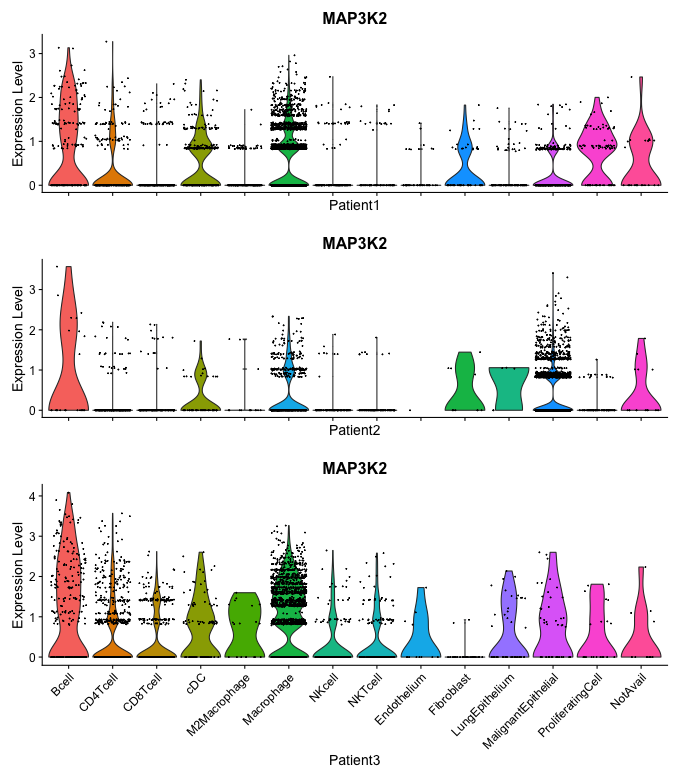 MAP3K2
Expression Level
3
2
1
0
Patient1
MAP3K2
Expression Level
3
2
1
0
Patient2
MAP3K2
Expression Level
4
3
2
1
0
Bcell
CD4Tcell
CD8Tcell
cDC
M2Macrophage
Macrophage
NKcell
NKTcell
Endothelium
Fibroblast
LungEpithelium
MalignantEpithelial
ProliferatingCell
NotAvail
Patient3